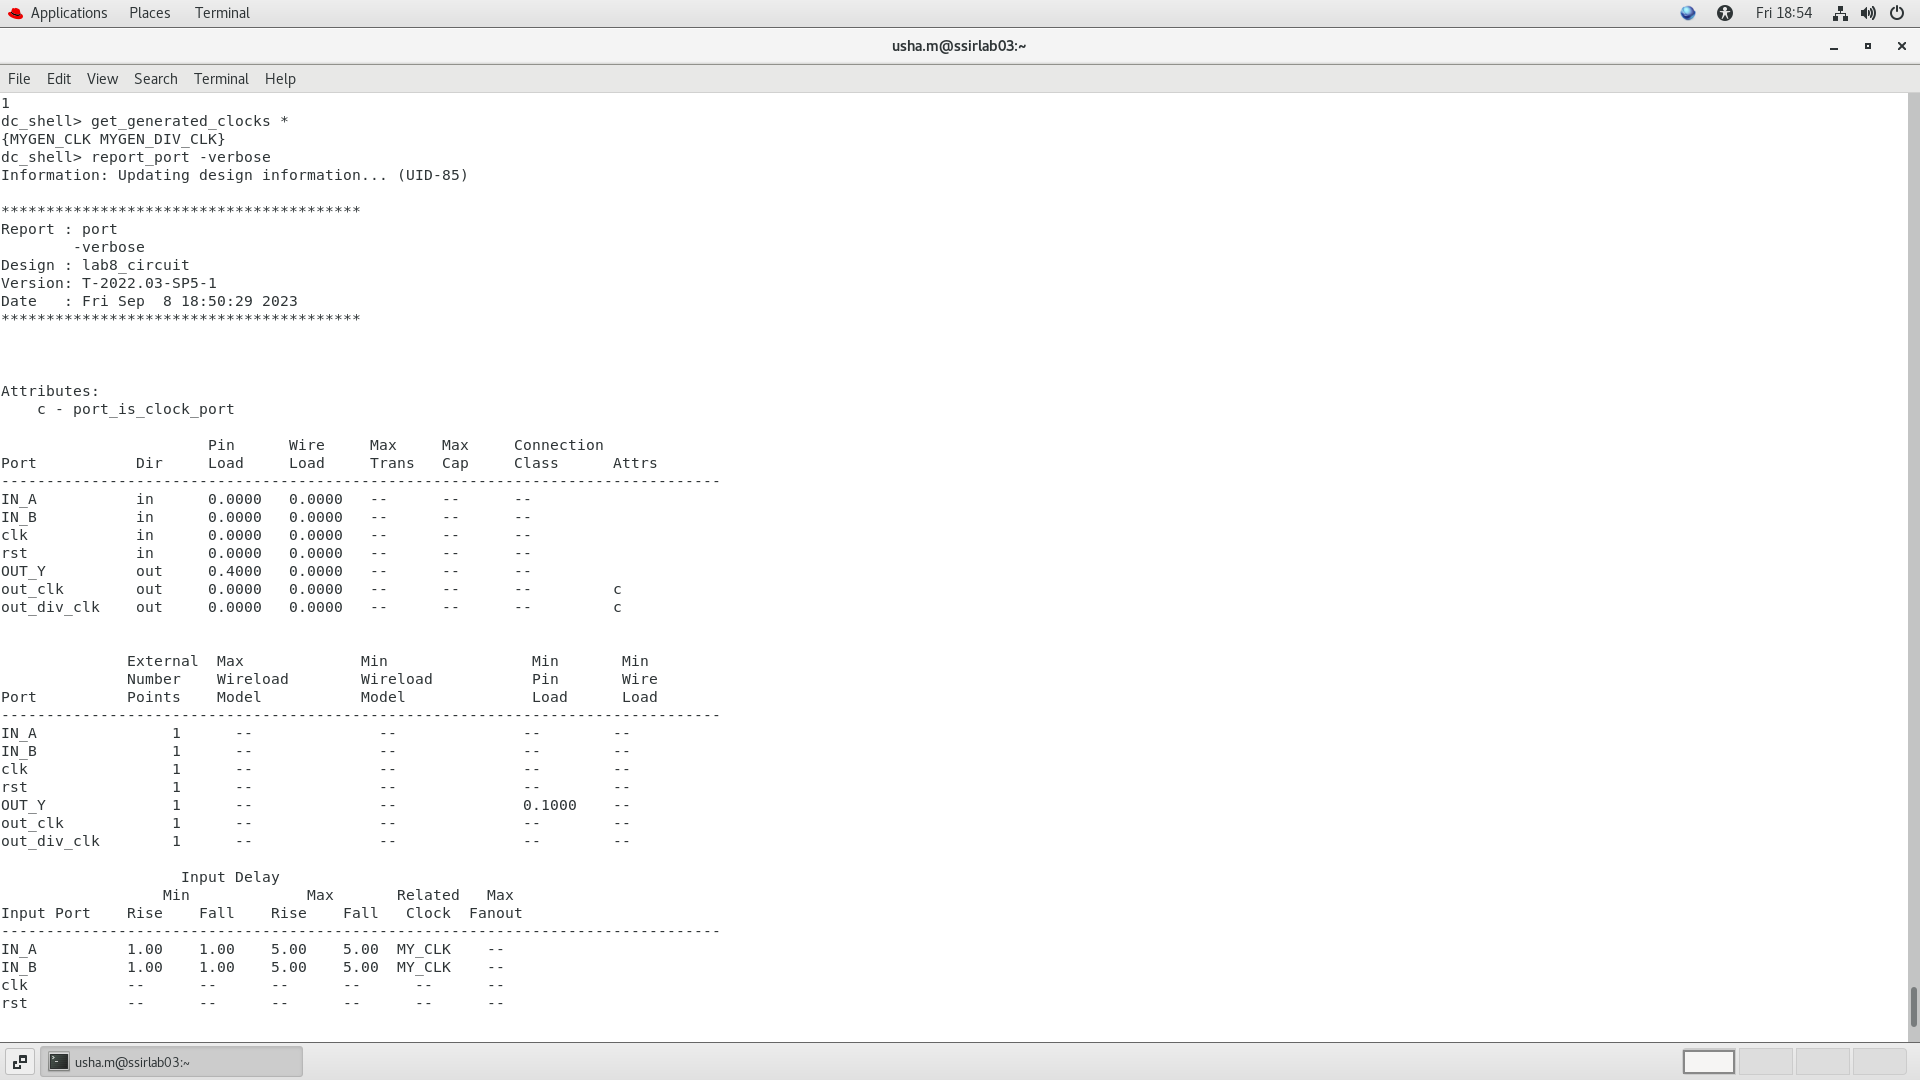 Applications Places Terminal Fri 18:54
usha.m@ssirlab03:~
File Edit View Search Terminal Help
1
dc_shell> get_generated_clocks *
{MYGEN_CLK MYGEN_DIV_CLK}
dc_shell> report_port -verbose
Information: Updating design information... (UID-85)
****************************************
Report : port
        -verbose
Design : lab8_circuit
Version: T-2022.03-SP5-1
Date   : Fri Sep  8 18:50:29 2023
****************************************
Attributes:
    c - port_is_clock_port
                       Pin      Wire     Max     Max     Connection
Port           Dir     Load     Load     Trans   Cap     Class      Attrs
--------------------------------------------------------------------------------
IN_A           in      0.0000   0.0000   --      --      --
IN_B           in      0.0000   0.0000   --      --      --
clk            in      0.0000   0.0000   --      --      --
rst            in      0.0000   0.0000   --      --      --
OUT_Y          out     0.4000   0.0000   --      --      --
out_clk        out     0.0000   0.0000   --      --      --         c
out_div_clk    out     0.0000   0.0000   --      --      --         c
              External  Max             Min                Min       Min
              Number    Wireload        Wireload           Pin       Wire
Port          Points    Model           Model              Load      Load
--------------------------------------------------------------------------------
IN_A               1      --              --              --        --
IN_B               1      --              --              --        --
clk                1      --              --              --        --
rst                1      --              --              --        --
OUT_Y              1      --              --              0.1000    --
out_clk            1      --              --              --        --
out_div_clk        1      --              --              --        --
                    Input Delay
                  Min             Max       Related   Max
Input Port    Rise    Fall    Rise    Fall   Clock  Fanout
--------------------------------------------------------------------------------
IN_A          1.00    1.00    5.00    5.00  MY_CLK    --
IN_B          1.00    1.00    5.00    5.00  MY_CLK    --
clk           --      --      --      --      --      --
rst           --      --      --      --      --      --
usha.m@ssirlab03:~